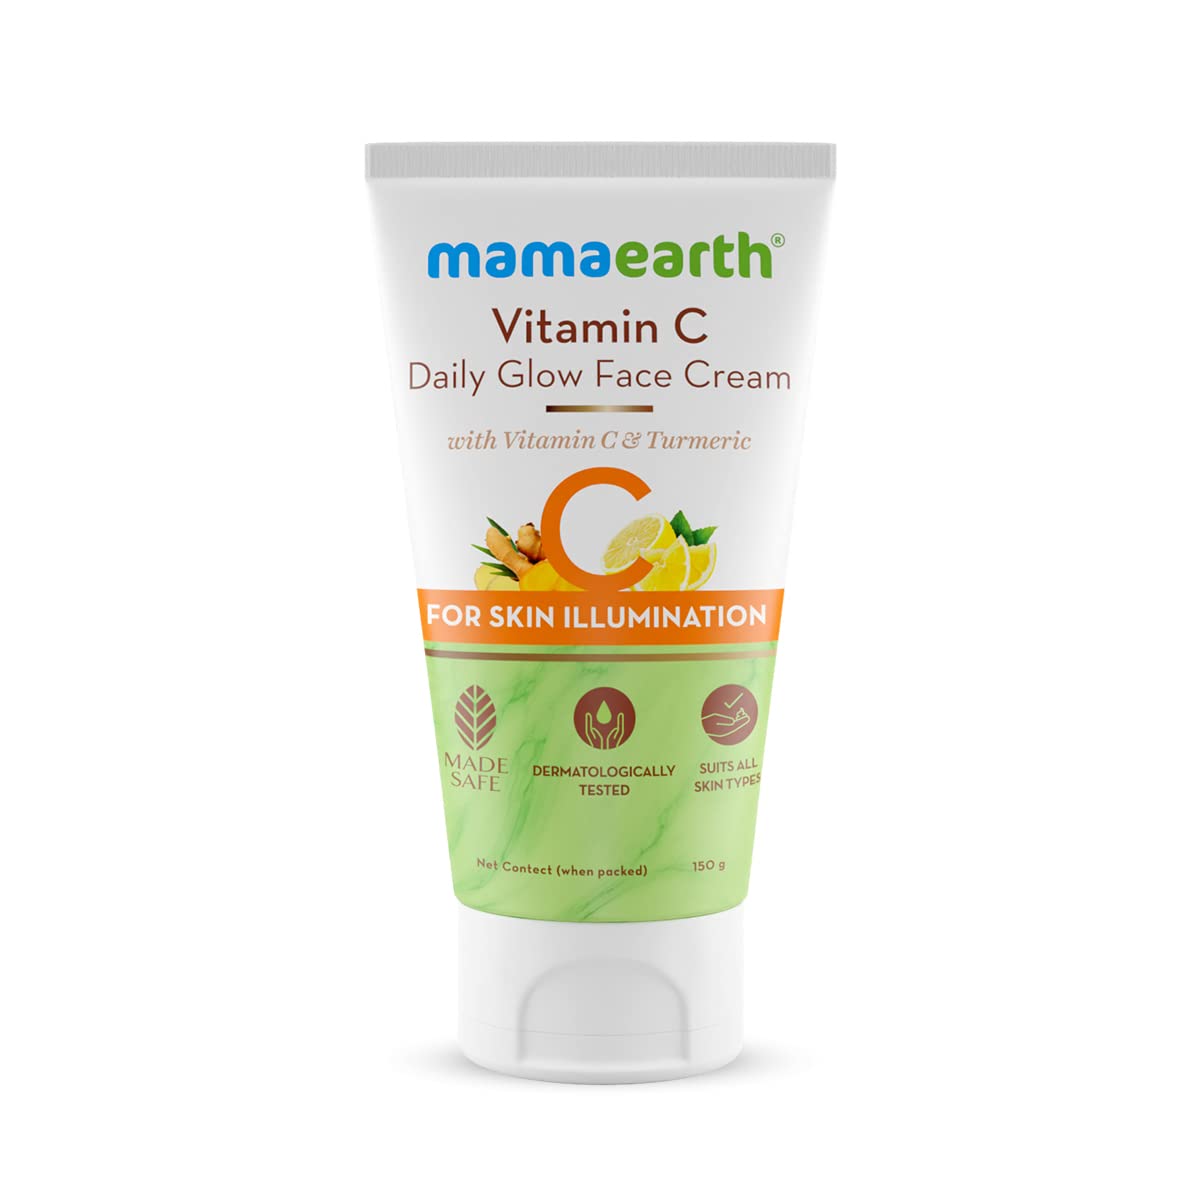 mamaearth®
Vitamin C
Daily Glow Face Cream
with Vitamin C & Turmeric
C
FOR SKIN ILLUMINATION
MADE
SAFE
DERMATOLOGICALLY
TESTED
SUITS ALL
SKIN TYPES
Net Contect (when packed) 150 g